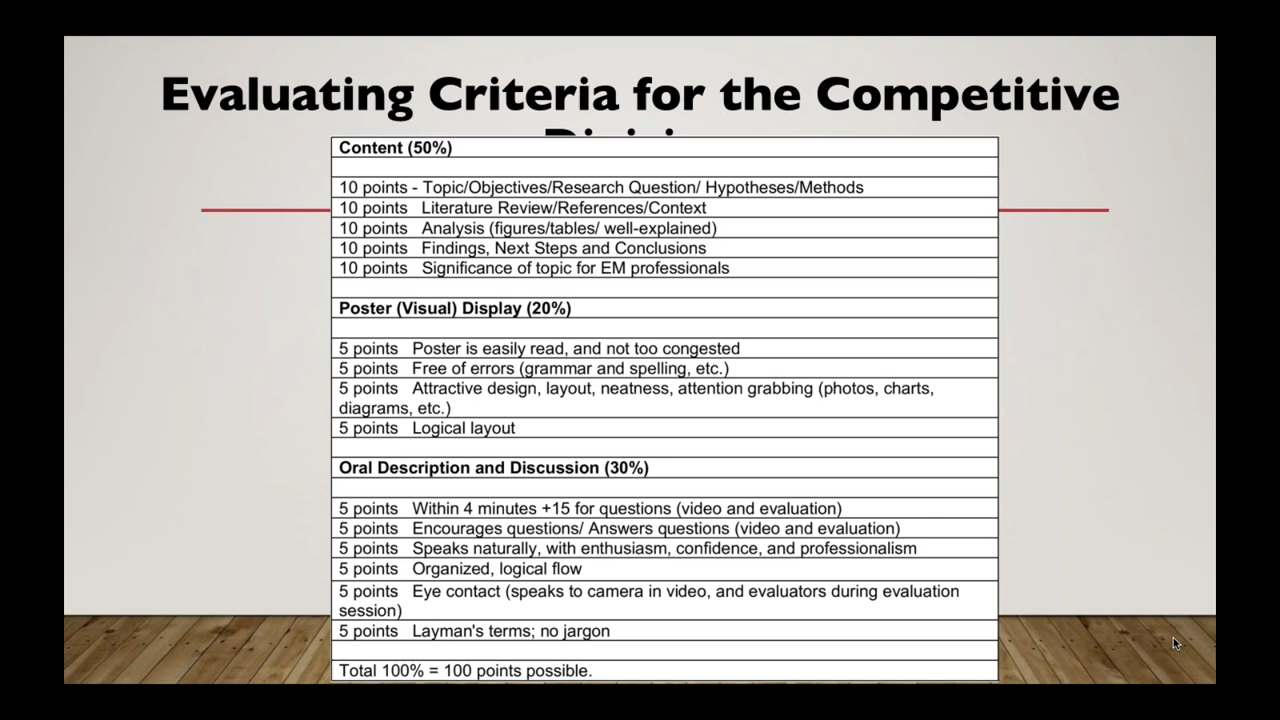 Evaluating Criteria for the Competitive
Content (50%)
10 points - Topic/Objectives/Research Question/ Hypotheses/Methods
10 points Literature Review/References/Context
10 points Analysis (figures/tables/ well-explained)
10 points Findings, Next Steps and Conclusions
10 points Significance of topic for EM professionals
Poster (Visual) Display (20%)
5 points Poster is easily read, and not too congested
5 points Free of errors (grammar and spelling, etc.)
5 points Attractive design, layout, neatness, attention grabbing (photos, charts,
diagrams, etc.)
5 points Logical layout
Oral Description and Discussion (30%)
5 points Within 4 minutes +15 for questions (video and evaluation)
5 points Encourages questions/ Answers questions (video and evaluation)
5 points Speaks naturally, with enthusiasm, confidence, and professionalism
5 points Organized, logical flow
5 points Eye contact (speaks to camera in video, and evaluators during evaluation
session)
5 points Layman's terms; no jargon
Total 100% = 100 points possible.